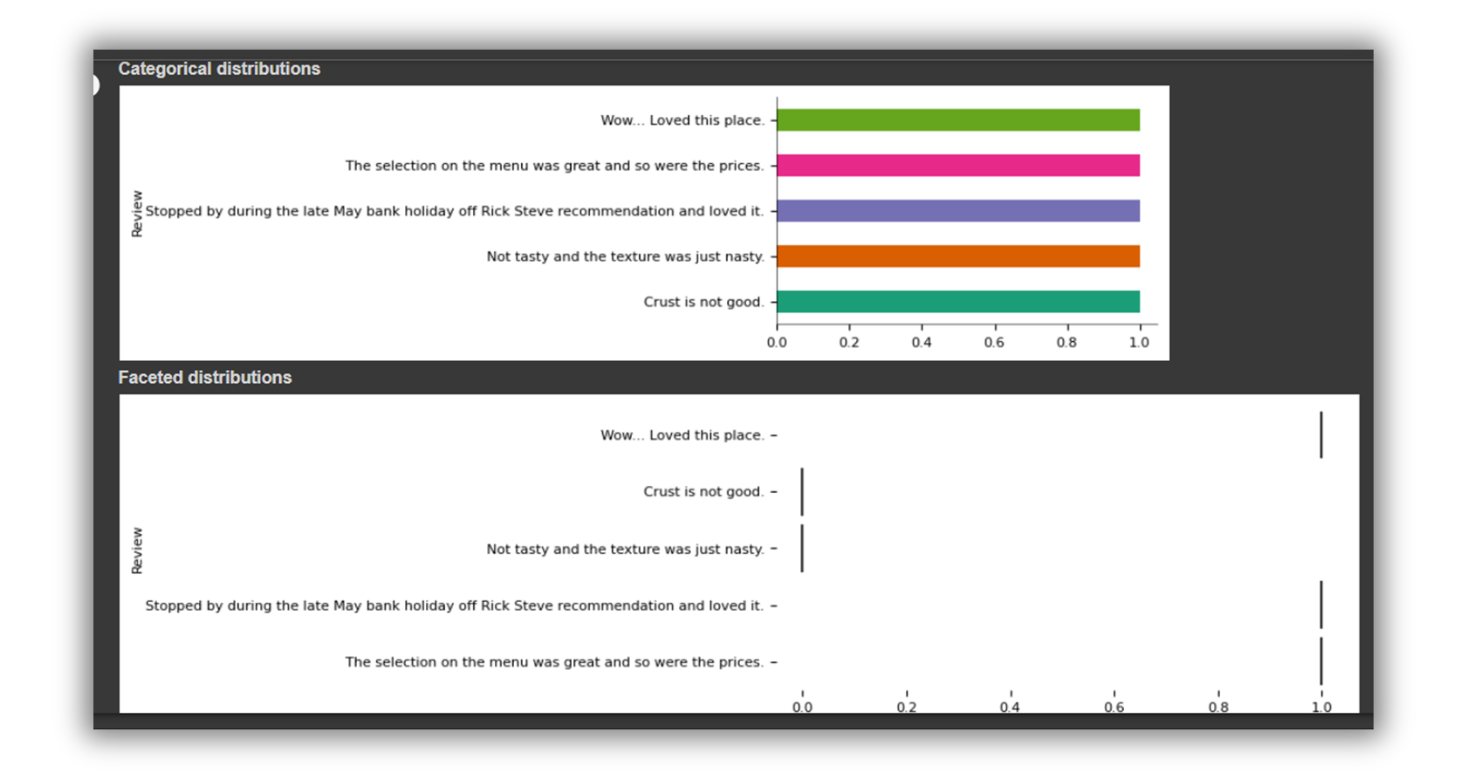 Categorical distributions
Wow... Loved this place.
The selection on the menu was great and so were the prices.
Review
Stopped by during the late May bank holiday off Rick Steve recommendation and loved it.
Not tasty and the texture was just nasty.
Crust is not good.
0.0 0.2 0.4 0.6 0.8 1.0
Faceted distributions
Wow... Loved this place.
Crust is not good.
Review
Not tasty and the texture was just nasty.
Stopped by during the late May bank holiday off Rick Steve recommendation and loved it.
The selection on the menu was great and so were the prices.
0.0 0.2 0.4 0.6 0.8 1.0